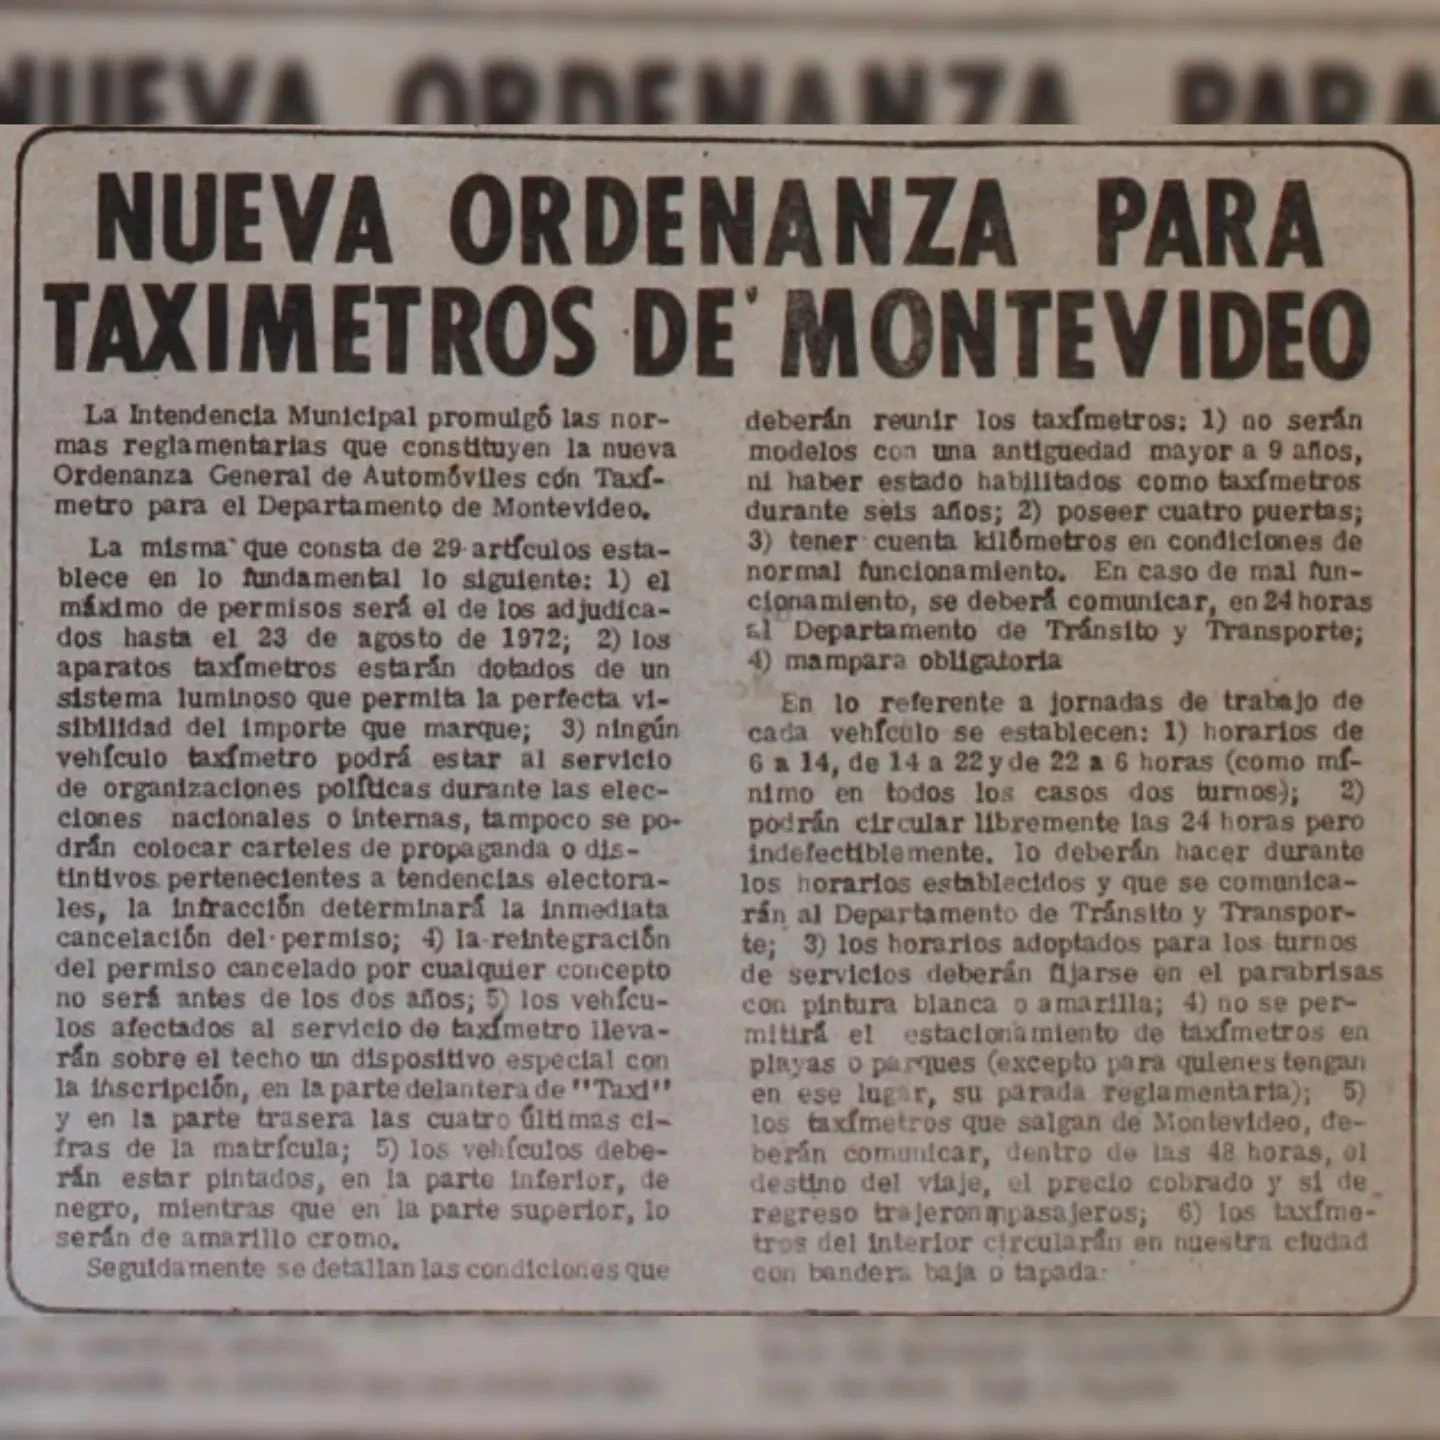 NUEVA ORDENANZA PARA
NUEVA ORDENANZA PARA
TAXIMETROS DE MONTEVIDEO
La Intendencia Municipal promulgó las nor-
mas reglamentarias que constituyen la nueva
Ordenanza General de Automóviles con Taxí-
metro para el Departamento de Montevideo.
La misma que consta de 29 artículos esta-
blece en lo fundamental lo siguiente: 1) el
máximo de permisos será el de los adjudica-
dos hasta el 23 de agosto de 1972; 2) los
aparatos taxímetros estarán dotados de un
sistema luminoso que permita la perfecta vi-
sibilidad del importe que marque; 3) ningún
vehículo taxímetro podrá estar al servicio
de organizaciones políticas durante las elec-
ciones nacionales o internas, tampoco se po-
drán colocar carteles de propaganda o dis-
tintivos pertenecientes a tendencias electora-
les, la infracción determinará la inmediata
cancelación del permiso; 4) la reintegración
del permiso cancelado por cualquier concepto
no será antes de los dos años; 5) los vehícu-
los afectados al servicio de taxímetro lleva-
rán sobre el techo un dispositivo especial con
la inscripción, en la parte delantera de "Taxi"
y en la parte trasera las cuatro últimas ci-
fras de la matrícula; 5) los vehículos debe-
rán estar pintados, en la parte inferior, de
negro, mientras que en la parte superior, lo
serán de amarillo cromo.
Seguidamente se detallan las condiciones que
deberán reunir los taxímetros: 1) no serán
modelos con una antiguedad mayor a 9 años,
ni haber estado habilitados como taxímetros
durante seis años; 2) poseer cuatro puertas;
3) tener cuenta kilómetros en condiciones de
normal funcionamiento. En caso de mal fun-
cionamiento, se deberá comunicar, en 24 horas
al Departamento de Tránsito y Transporte;
4) mampara obligatoria
En lo referente a jornadas de trabajo de
cada vehículo se establecen: 1) horarios de
6 a 14, de 14 a 22 y de 22 a 6 horas (como mí-
nimo en todos los casos dos turnos); 2)
podrán circular libremente las 24 horas pero
indefectiblemente. lo deberán hacer durante
los horarios establecidos y que se comunica-
rán al Departamento de Tránsito y Transpor-
te; 3) los horarios adoptados para los turnos
de servicios deberán fijarse en el parabrisas
con pintura blanca o amarilla; 4) no se per-
mitirá el estacionamiento de taxímetros en
playas o parques (excepto para quienes tengan
en ese lugar, su parada reglamentaria); 5)
los taxímetros que salgan de Montevideo, de-
berán comunicar, dentro de las 48 horas, el
destino del viaje, el precio cobrado y si de
regreso trajeron pasajeros; 6) los taxíme-
tros del interior circularán en nuestra ciudad
con bandera baja o tapada